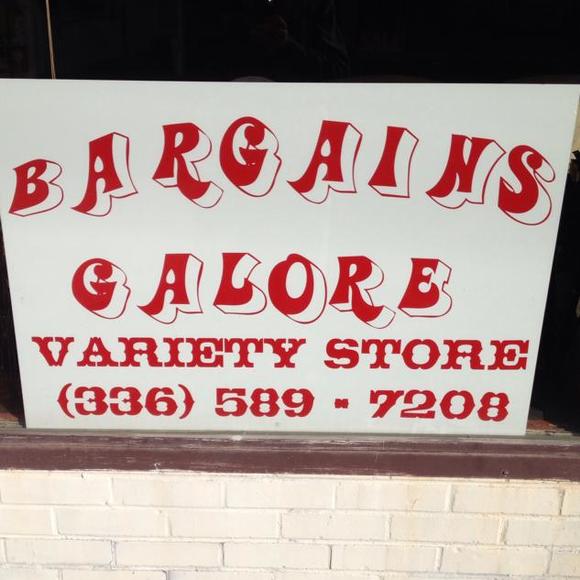 BARGAINS
GALORE
VARIETY STORE
(336) 589 - 7208